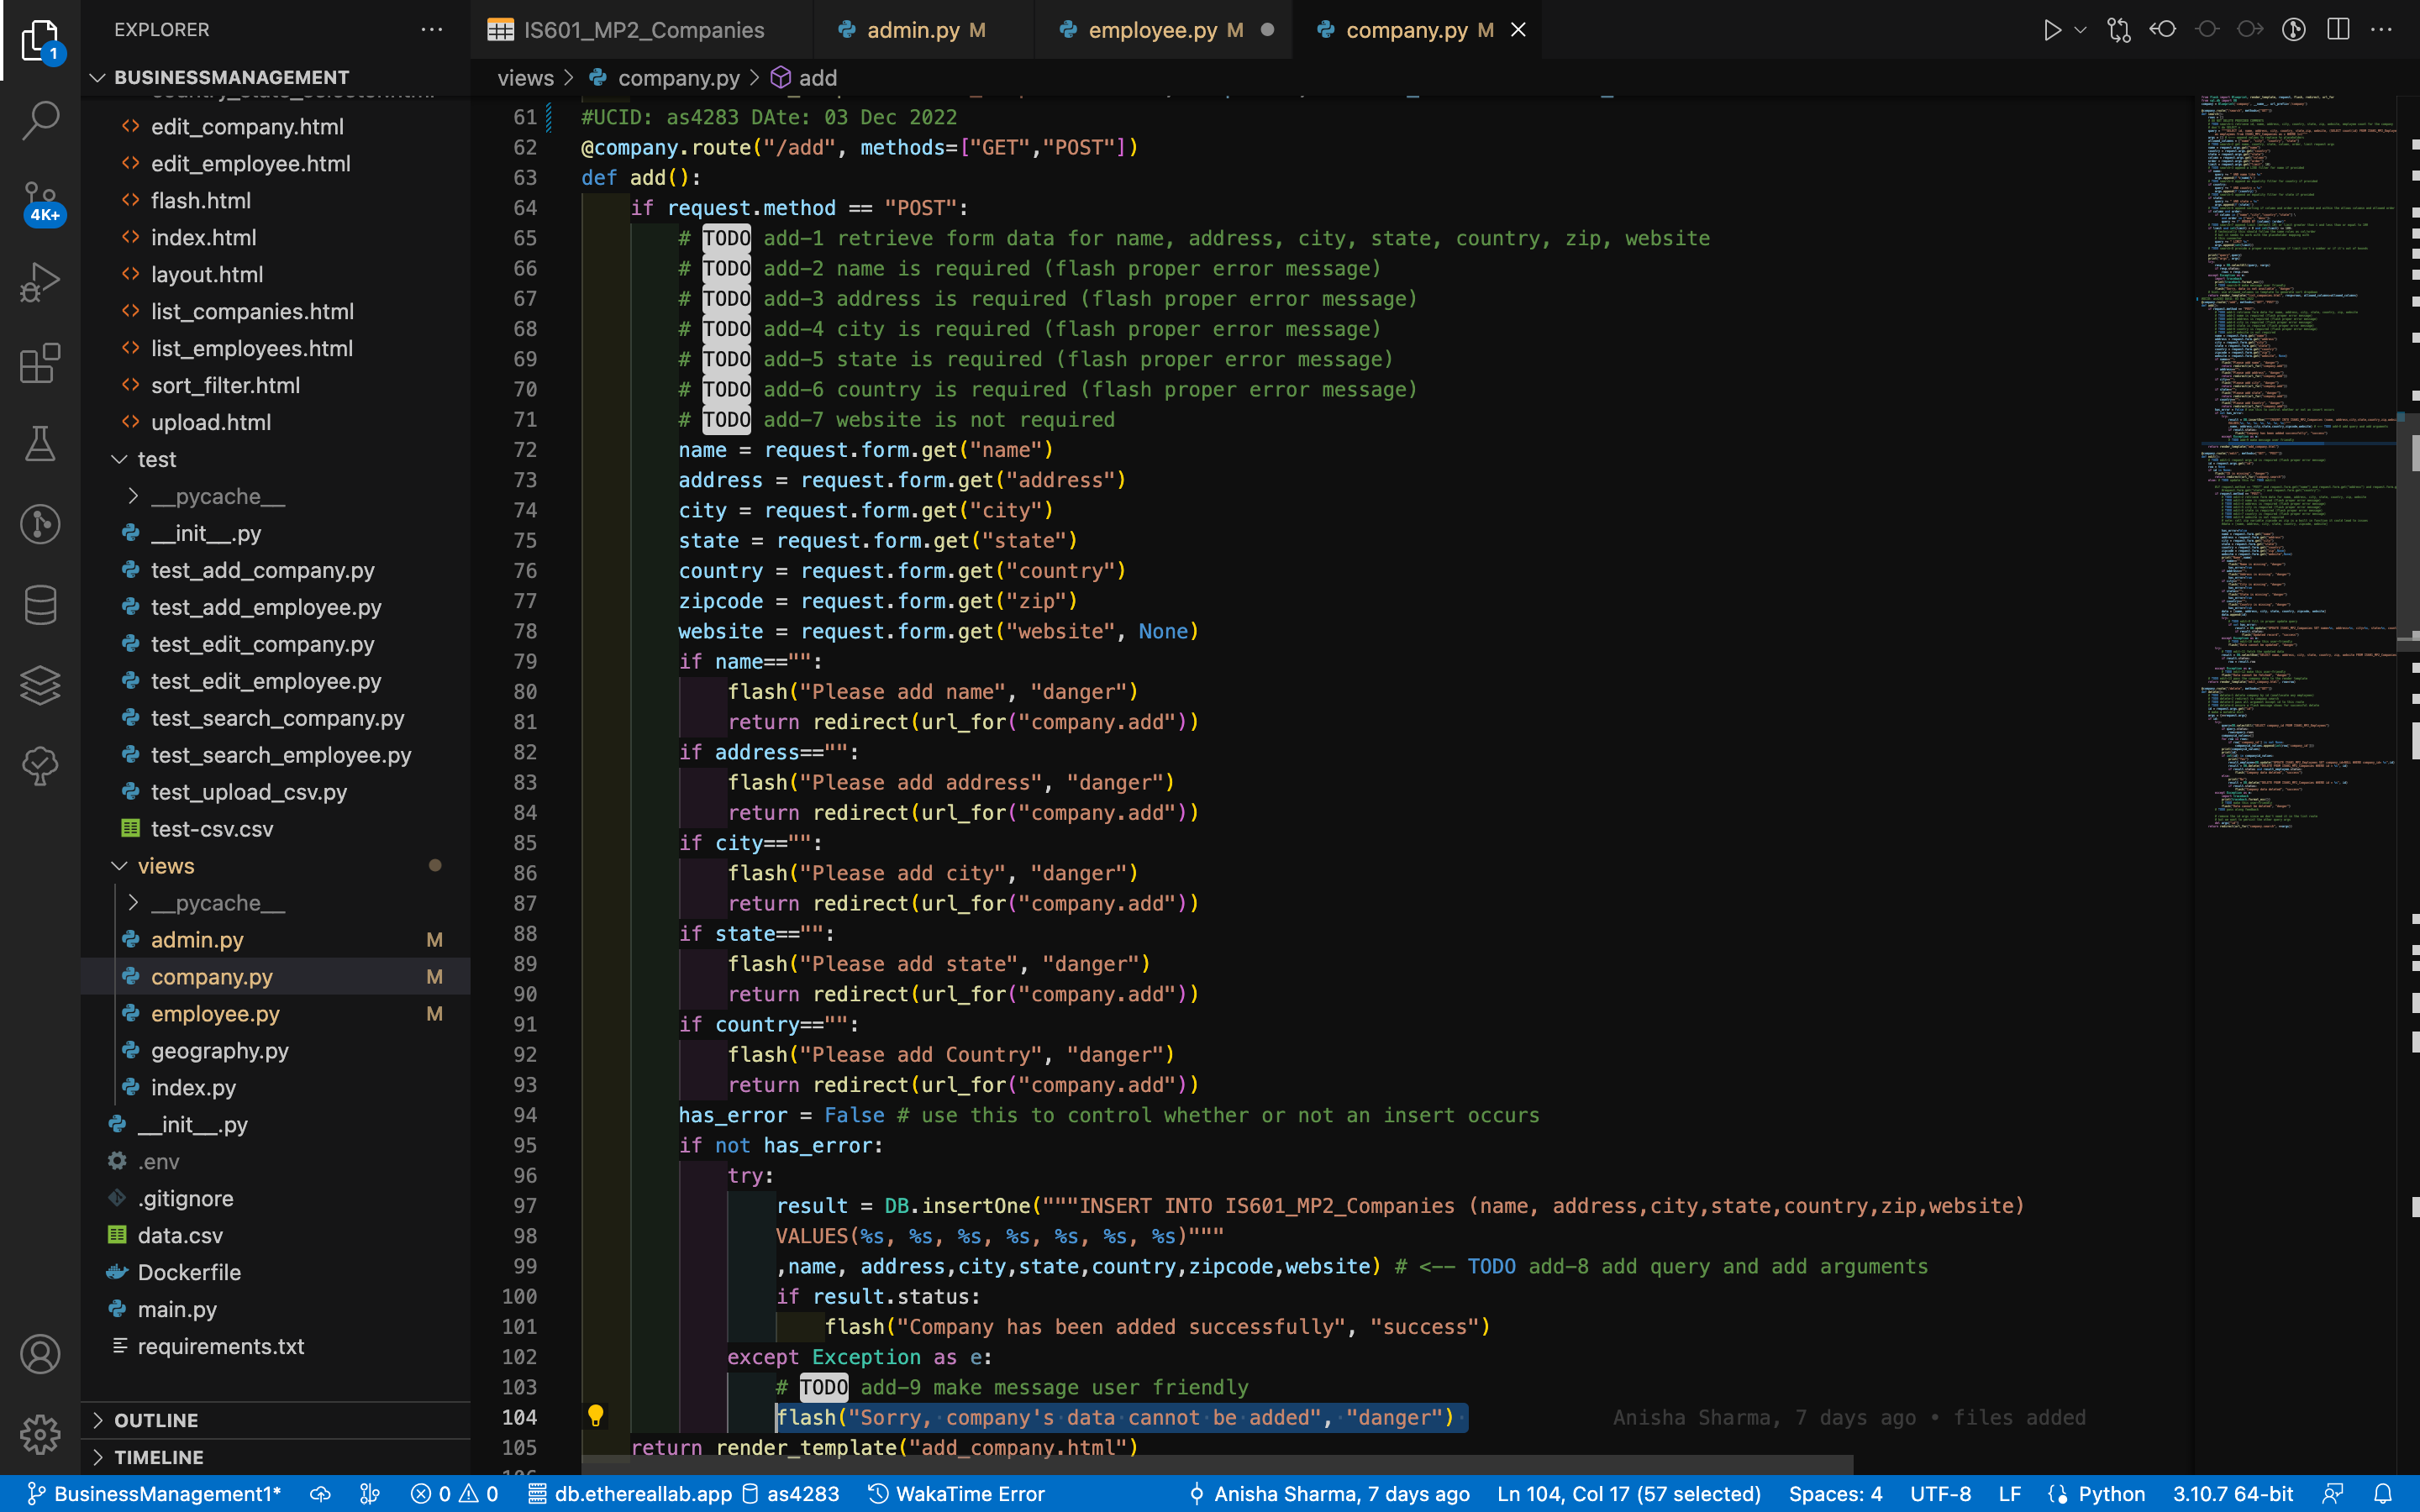 EXPLORER
IS601_MP2_Companies
admin.py M
employee.py M
company.py M
1
BUSINESSMANAGEMENT
views > company.py > add
edit_company.html
edit_employee.html
flash.html
4K+
index.html
layout.html
list_companies.html
list_employees.html
sort_filter.html
upload.html
test
__pycache__
__init__.py
test_add_company.py
test_add_employee.py
test_edit_company.py
test_edit_employee.py
test_search_company.py
test_search_employee.py
test_upload_csv.py
test-csv.csv
views
__pycache__
admin.py M
company.py M
employee.py M
geography.py
index.py
__init__.py
.env
.gitignore
data.csv
Dockerfile
main.py
requirements.txt
OUTLINE
TIMELINE
61 #UCID: as4283 DAte: 03 Dec 2022
62 @company.route("/add", methods=["GET","POST"])
63 def add():
64 if request.method == "POST":
65 # TODO add-1 retrieve form data for name, address, city, state, country, zip, website
66 # TODO add-2 name is required (flash proper error message)
67 # TODO add-3 address is required (flash proper error message)
68 # TODO add-4 city is required (flash proper error message)
69 # TODO add-5 state is required (flash proper error message)
70 # TODO add-6 country is required (flash proper error message)
71 # TODO add-7 website is not required
72 name = request.form.get("name")
73 address = request.form.get("address")
74 city = request.form.get("city")
75 state = request.form.get("state")
76 country = request.form.get("country")
77 zipcode = request.form.get("zip")
78 website = request.form.get("website", None)
79 if name=="":
80 flash("Please add name", "danger")
81 return redirect(url_for("company.add"))
82 if address=="":
83 flash("Please add address", "danger")
84 return redirect(url_for("company.add"))
85 if city=="":
86 flash("Please add city", "danger")
87 return redirect(url_for("company.add"))
88 if state=="":
89 flash("Please add state", "danger")
90 return redirect(url_for("company.add"))
91 if country=="":
92 flash("Please add Country", "danger")
93 return redirect(url_for("company.add"))
94 has_error = False # use this to control whether or not an insert occurs
95 if not has_error:
96 try:
97 result = DB.insertOne("""INSERT INTO IS601_MP2_Companies (name, address,city,state,country,zip,website)
98 VALUES(%s, %s, %s, %s, %s, %s, %s)"""
99 ,name, address,city,state,country,zipcode,website) # <-- TODO add-8 add query and add arguments
100 if result.status:
101 flash("Company has been added successfully", "success")
102 except Exception as e:
103 # TODO add-9 make message user friendly
104 flash("Sorry, company's data cannot be added", "danger") Anisha Sharma, 7 days ago • files added
105 return render_template("add_company.html")
BusinessManagement1* 0 0 db.ethereallab.app as4283 WakaTime Error Anisha Sharma, 7 days ago Ln 104, Col 17 (57 selected) Spaces: 4 UTF-8 LF Python 3.10.7 64-bit